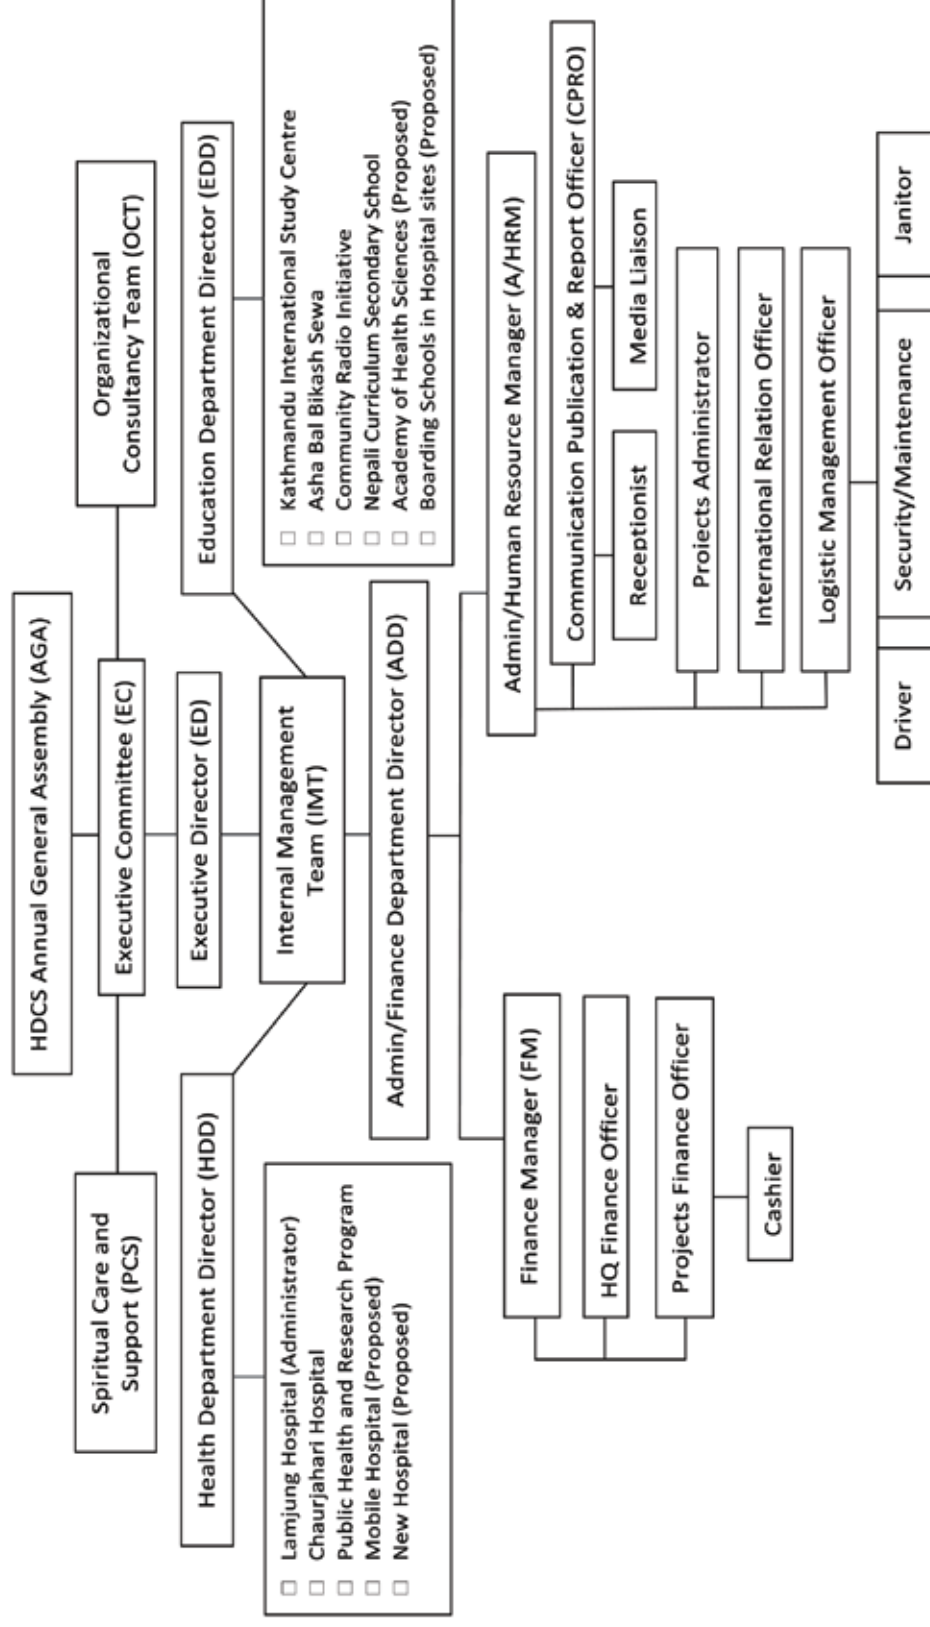 HDCS Annual General Assembly (AGA)
Spiritual Care and
Support (PCS)
Executive Committee (EC)
Organizational
Consultancy Team (OCT)
Health Department Director (HDD)
Executive Director (ED)
Education Department Director (EDD)
Internal Management
Team (IMT)
☐ Lamjung Hospital (Administrator)
☐ Chaurjahari Hospital
☐ Public Health and Research Program
☐ Mobile Hospital (Proposed)
☐ New Hospital (Proposed)
☐ Kathmandu International Study Centre
☐ Asha Bal Bikash Sewa
☐ Community Radio Initiative
☐ Nepali Curriculum Secondary School
☐ Academy of Health Sciences (Proposed)
☐ Boarding Schools in Hospital sites (Proposed)
Admin/Finance Department Director (ADD)
Finance Manager (FM)
HQ Finance Officer
Projects Finance Officer
Cashier
Admin/Human Resource Manager (A/HRM)
Communication Publication & Report Officer (CPRO)
Receptionist
Media Liaison
Projects Administrator
International Relation Officer
Logistic Management Officer
Driver
Security/Maintenance
Janitor